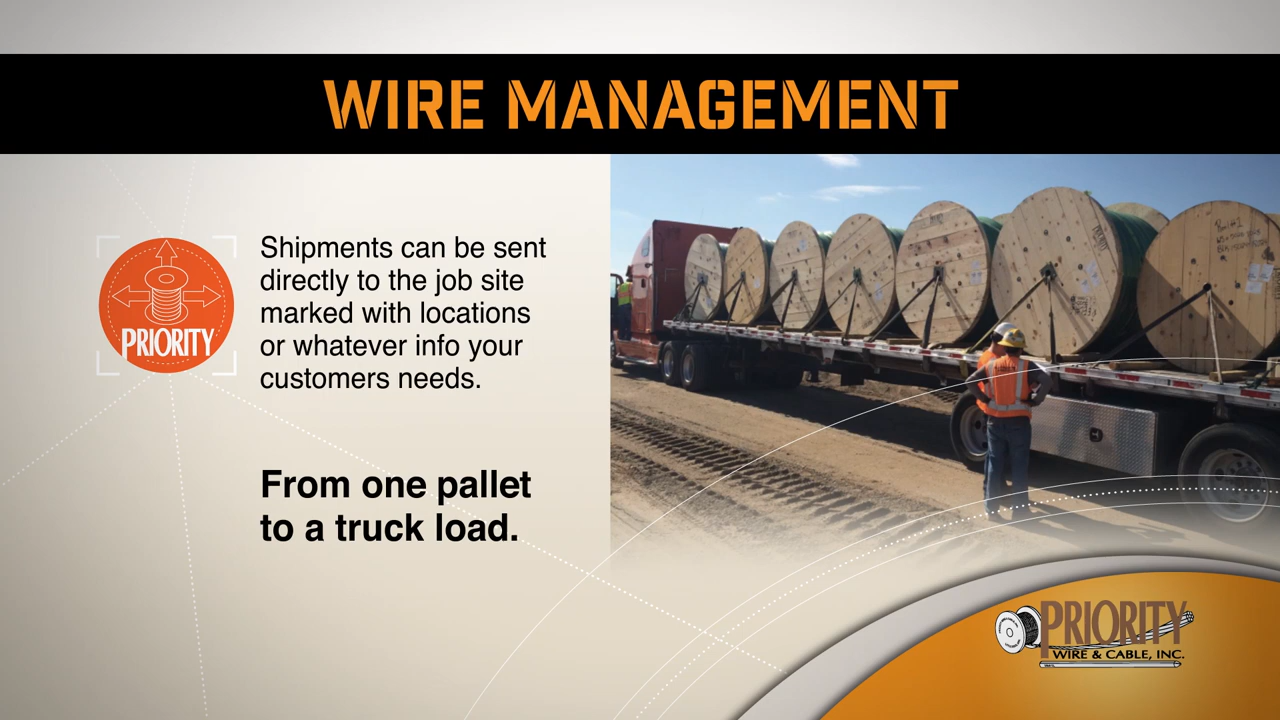 WIRE MANAGEMENT
PRIORITY
Shipments can be sent
directly to the job site
marked with locations
or whatever info your
customers needs.
From one pallet
to a truck load.
PRIORITY
WIRE & CABLE, INC.